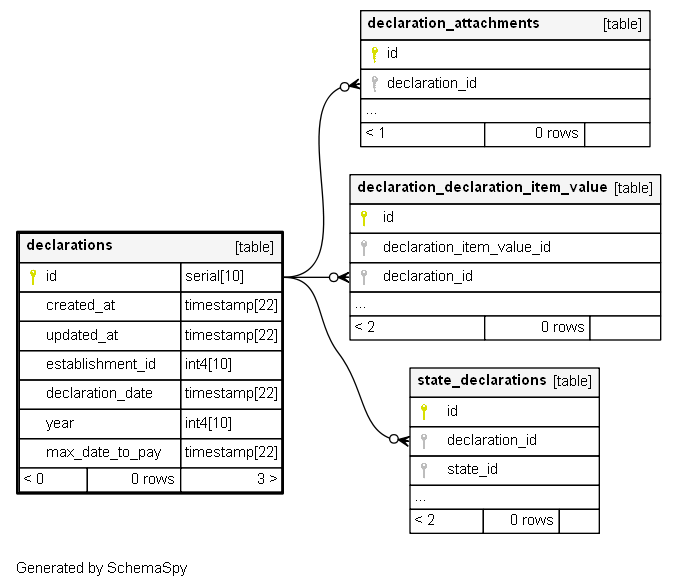 declaration_attachments [table]
id
declaration_id
...
< 1 0 rows
declaration_declaration_item_value [table]
id
declaration_item_value_id
declaration_id
...
< 2 0 rows
declarations [table]
id serial[10]
created_at timestamp[22]
updated_at timestamp[22]
establishment_id int4[10]
declaration_date timestamp[22]
year int4[10]
max_date_to_pay timestamp[22]
< 0 0 rows 3 >
state_declarations [table]
id
declaration_id
state_id
...
< 2 0 rows
Generated by SchemaSpy